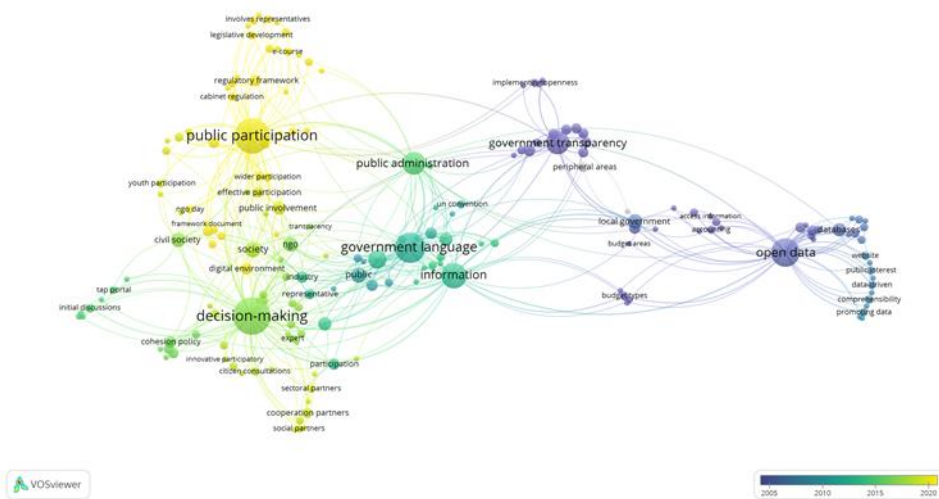 involves representatives
legislative development
e-course
regulatory framework
cabinet regulation
public participation
implement
openness
government transparency
peripheral areas
public administration
wider participation
youth participation
effective participation
un convention
ngo day
public involvement
framework document
transparency
local government
access information
accounting
databases
civil society
society
ngo
government language
budget areas
open data
website
digital environment
industry
public
information
public interest
data-driven
tap portal
representative
budget types
comprehensibility
initial discussions
decision-making
promoting data
cohesion policy
expert
innovative participatory
participation
citizen consultations
sectoral partners
cooperation partners
social partners
VOSviewer
2005 2010 2015 2020